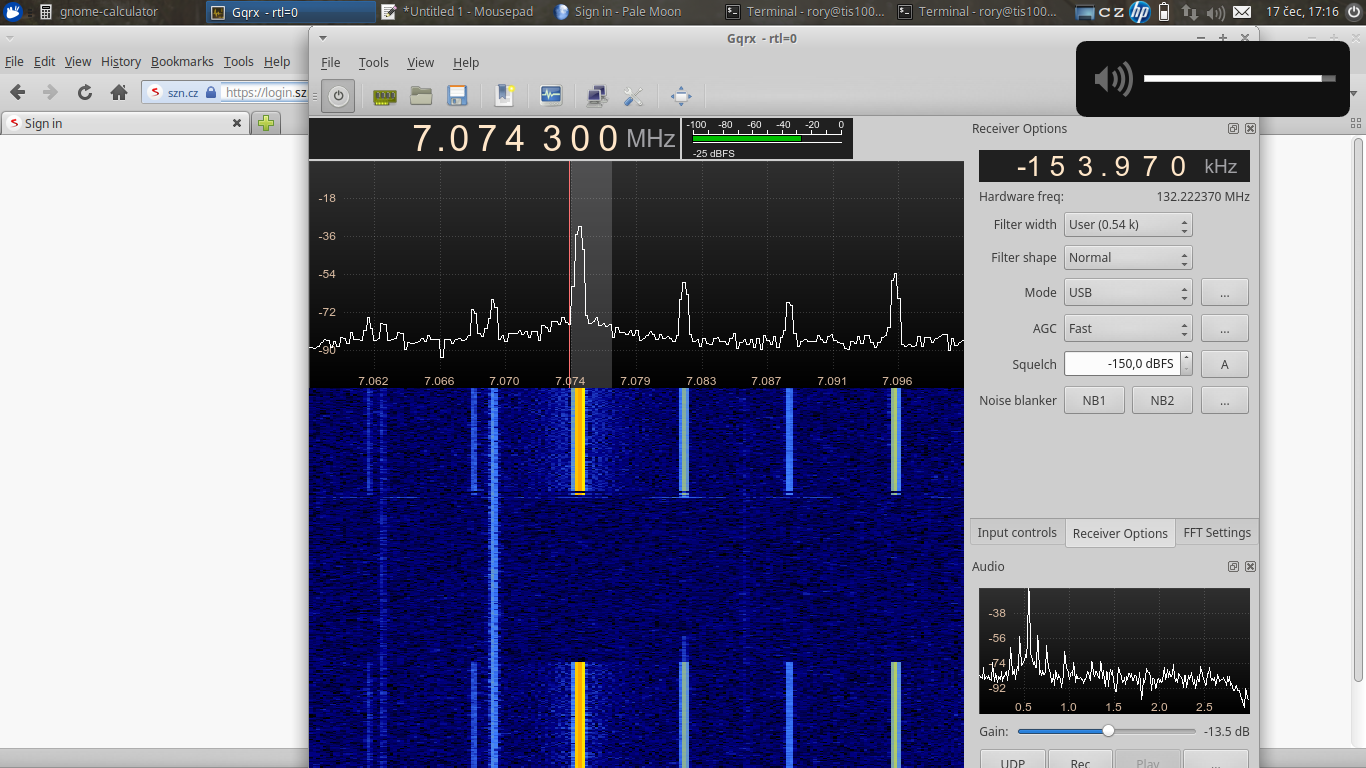 gnome-calculator
Gqrx - rtl=0
*Untitled 1 - Mousepad
Sign in - Pale Moon
Terminal - rory@tis100...
Terminal - rory@tis100...
CZ
hp
17 čec, 17:16
Gqrx - rtl=0
File Edit View History Bookmarks Tools Help
File Tools View Help
szn.cz https://login.sz
Sign in
7.074 300 MHz
-100 -80 -60 -40 -20 0
-25 dBFS
-18
-36
-54
-72
-90
7.062 7.066 7.070 7.074 7.079 7.083 7.087 7.091 7.096
Receiver Options
-153.970 kHz
Hardware freq: 132.222370 MHz
Filter width User (0.54 k)
Filter shape Normal
Mode USB ...
AGC Fast ...
Squelch -150,0 dBFS A
Noise blanker NB1 NB2 ...
Input controls Receiver Options FFT Settings
Audio
-38
-56
-74
-92
0.5 1.0 1.5 2.0 2.5
Gain: -13.5 dB
UDP Rec Play ...